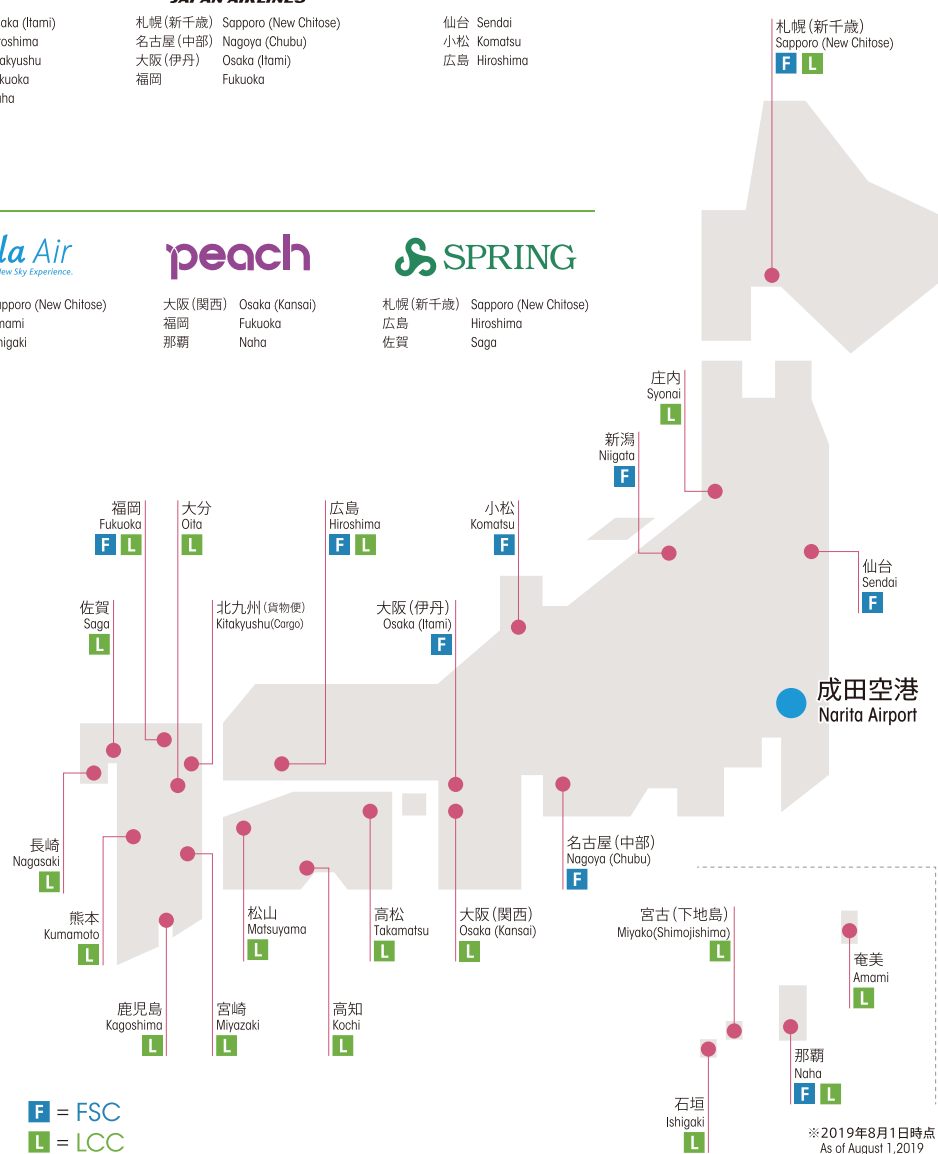 JAPAN AIRLINES
札幌（新千歳） Sapporo (New Chitose)
名古屋（中部） Nagoya (Chubu)
大阪（伊丹） Osaka (Itami)
福岡 Fukuoka
仙台 Sendai
小松 Komatsu
広島 Hiroshima
aka (Itami)
roshima
takyushu
kuoka
aha
札幌（新千歳）
Sapporo (New Chitose)
F L
la Air
New Sky Experience.
apporo (New Chitose)
mami
higaki
peach
大阪（関西） Osaka (Kansai)
福岡 Fukuoka
那覇 Naha
SPRING
札幌（新千歳） Sapporo (New Chitose)
広島 Hiroshima
佐賀 Saga
庄内
Syonai
L
新潟
Niigata
F
福岡
Fukuoka
F L
大分
Oita
L
広島
Hiroshima
F L
小松
Komatsu
F
仙台
Sendai
F
佐賀
Saga
L
北九州（貨物便）
Kitakyushu(Cargo)
大阪（伊丹）
Osaka (Itami)
F
成田空港
Narita Airport
長崎
Nagasaki
L
名古屋（中部）
Nagoya (Chubu)
F
熊本
Kumamoto
L
松山
Matsuyama
L
高松
Takamatsu
L
大阪（関西）
Osaka (Kansai)
L
宮古（下地島）
Miyako(Shimojishima)
L
奄美
Amami
L
鹿児島
Kagoshima
L
宮崎
Miyazaki
L
高知
Kochi
L
那覇
Naha
F L
石垣
Ishigaki
L
F = FSC
L = LCC
※2019年8月1日時点
As of August 1,2019